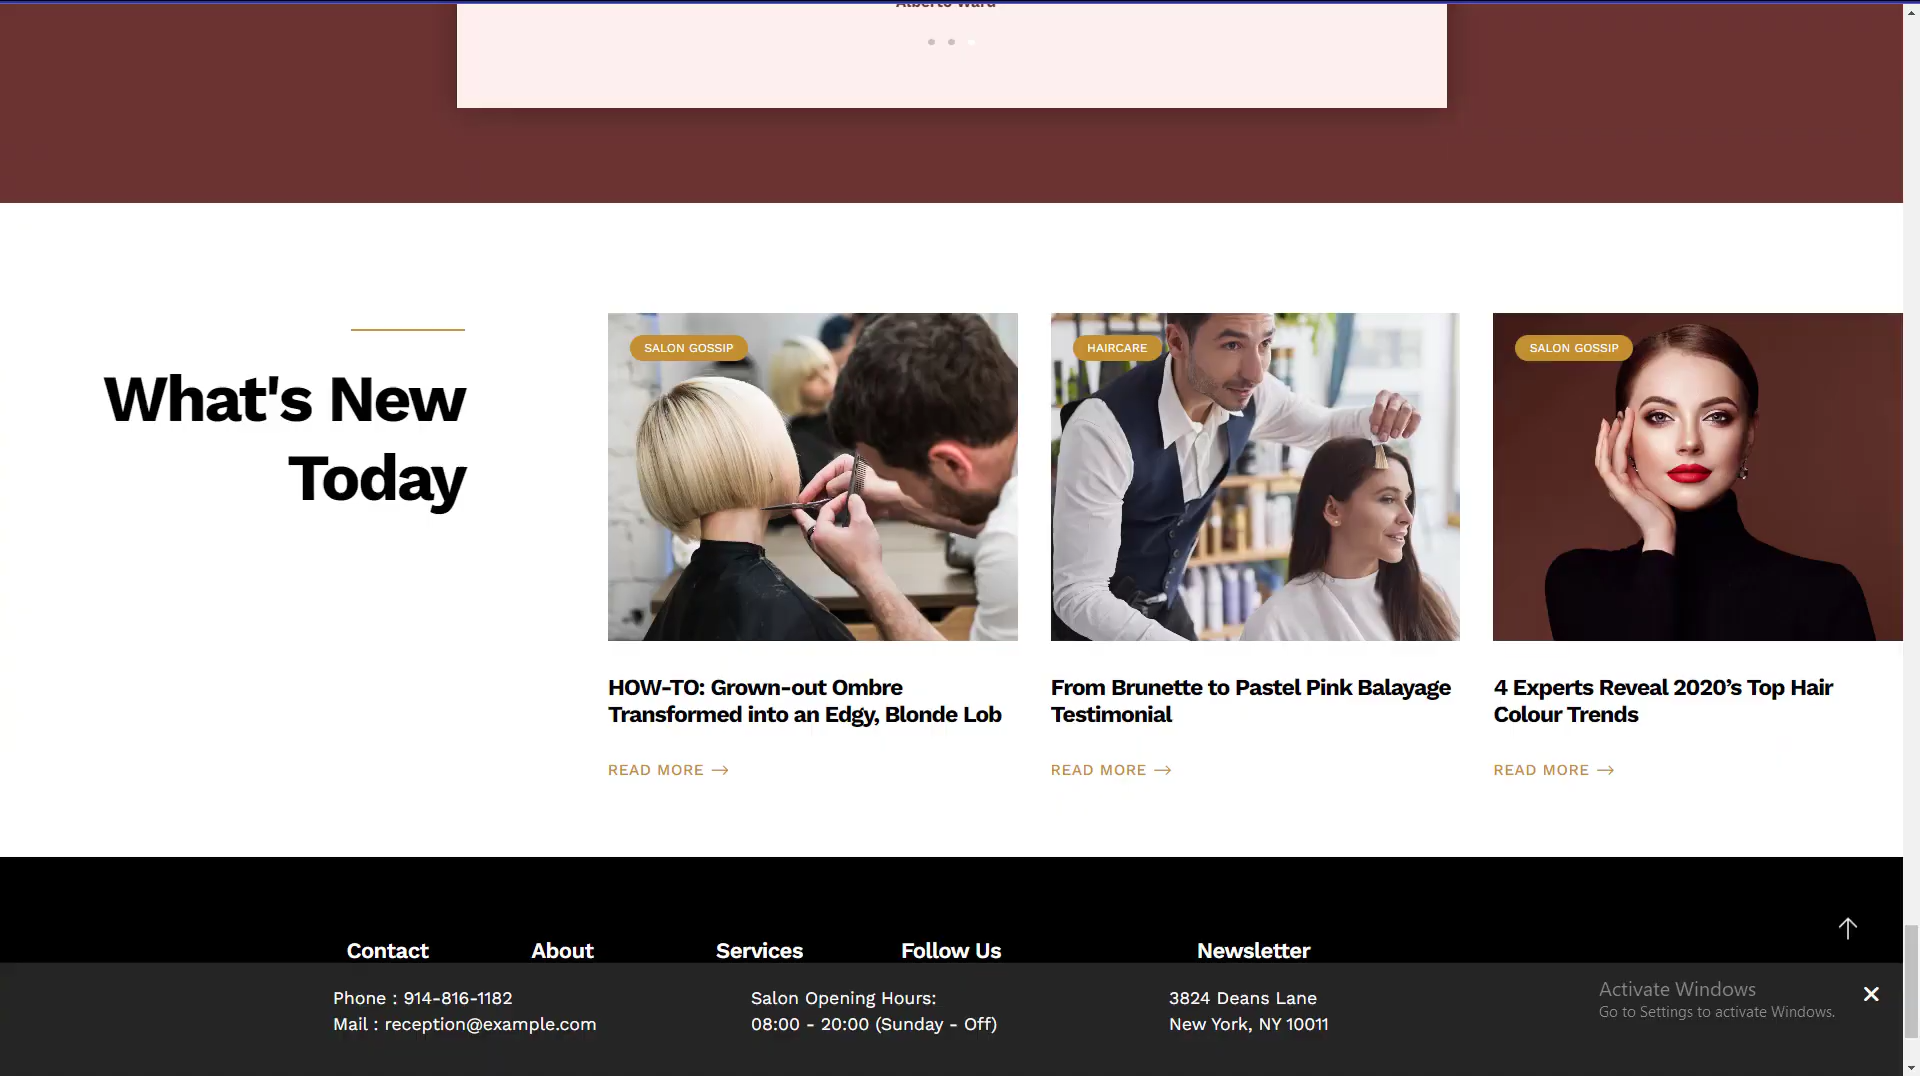 Alberto Ward
What's New
Today
SALON GOSSIP
HOW-TO: Grown-out Ombre
Transformed into an Edgy, Blonde Lob
READ MORE
HAIRCARE
From Brunette to Pastel Pink Balayage
Testimonial
READ MORE
SALON GOSSIP
4 Experts Reveal 2020’s Top Hair
Colour Trends
READ MORE
Contact
About
Services
Follow Us
Newsletter
Phone : 914-816-1182
Mail : reception@example.com
Salon Opening Hours:
08:00 - 20:00 (Sunday - Off)
3824 Deans Lane
New York, NY 10011
Activate Windows
Go to Settings to activate Windows.